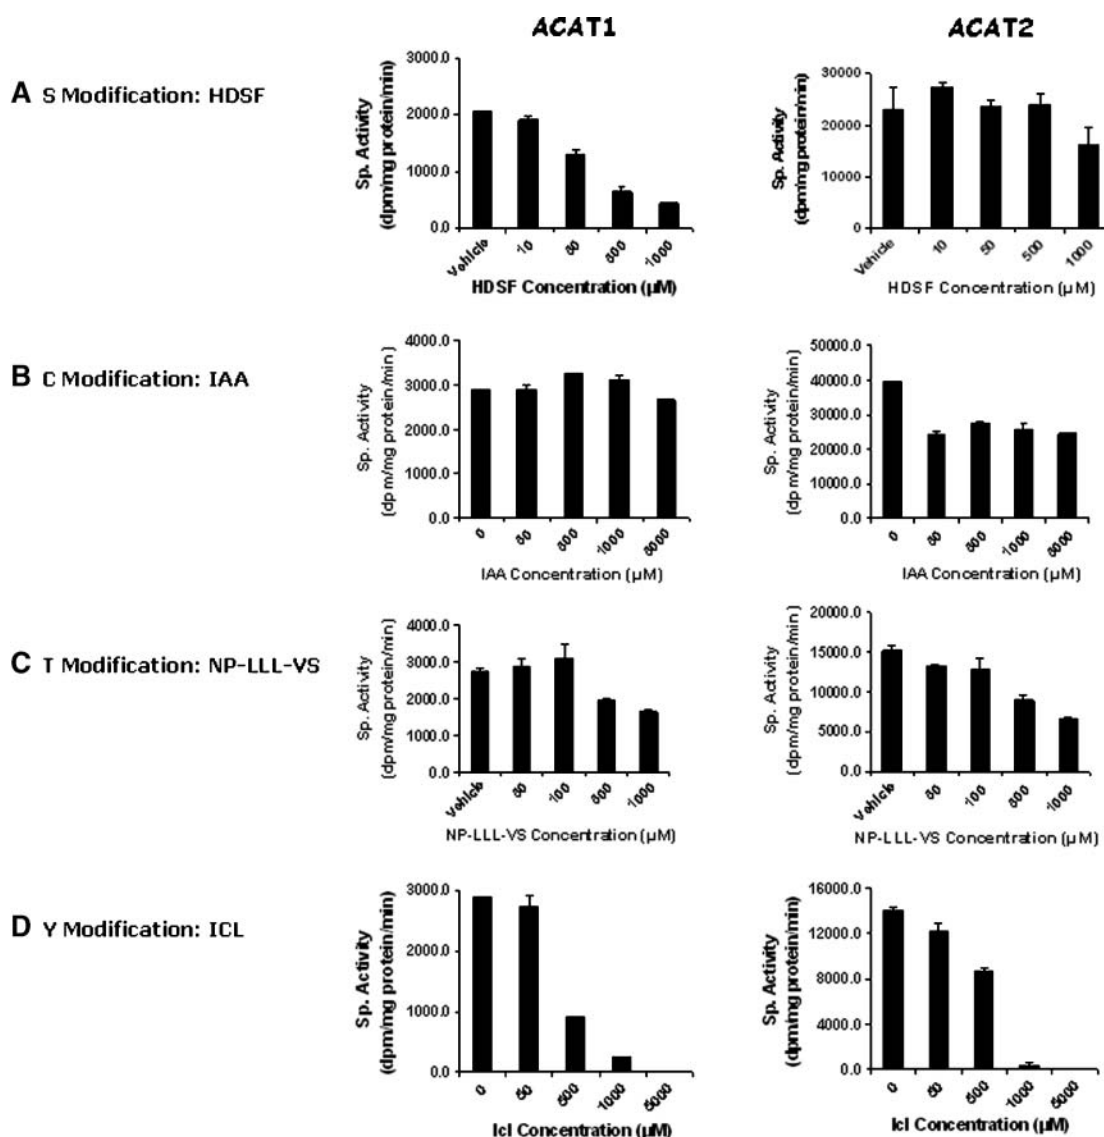 ACAT1 ACAT2
A S Modification: HDSF
Sp. Activity
(dpm/mg protein/min)
3000.0
2000.0
1000.0
0.0
Vehicle 10 50 500 1000
HDSF Concentration (µM)
Sp. Activity
(dpm/mg protein/min)
30000
20000
10000
0
Vehicle 10 50 500 1000
HDSF Concentration (µM)
B C Modification: IAA
Sp. Activity
(dpm/mg protein/min)
4000.0
3000.0
2000.0
1000.0
0.0
0 50 500 1000 5000
IAA Concentration (µM)
Sp. Activity
(dpm/mg protein/min)
50000.0
40000.0
30000.0
20000.0
10000.0
0.0
0 50 500 1000 5000
IAA Concentration (µM)
C T Modification: NP-LLL-VS
Sp. Activity
(dpm/mg protein/min)
4000.0
3000.0
2000.0
1000.0
0.0
Vehicle 50 100 500 1000
NP-LLL-VS Concentration (µM)
Sp. Activity
(dpm/mg protein/min)
20000.0
15000.0
10000.0
5000.0
0.0
Vehicle 50 100 500 1000
NP-LLL-VS Concentration (µM)
D Y Modification: ICL
Sp. Activity
(dpm/mg protein/min)
3000.0
2000.0
1000.0
0.0
0 50 500 1000 5000
Icl Concentration (µM)
Sp. Activity
(dpm/mg protein/min)
16000.0
12000.0
8000.0
4000.0
0.0
0 50 500 1000 5000
Icl Concentration (µM)